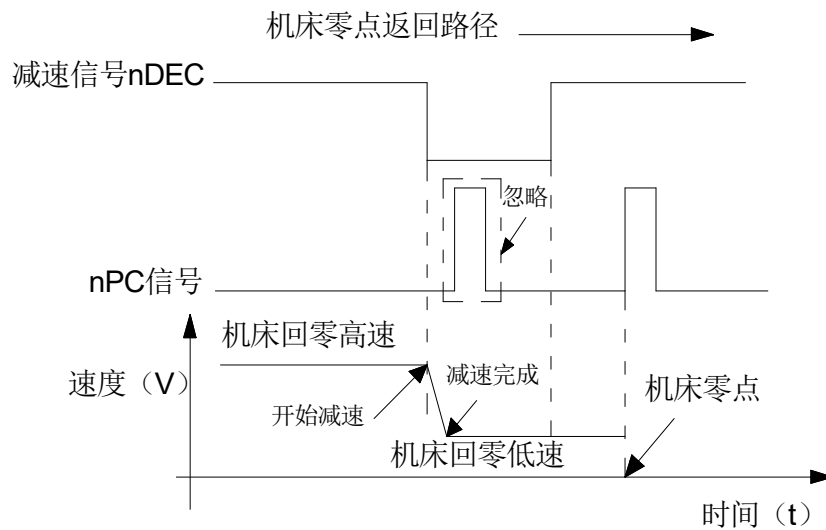 机床零点返回路径
减速信号nDEC
忽略
nPC信号
机床回零高速
速度（V）
减速完成
机床零点
开始减速
机床回零低速
时间（t）